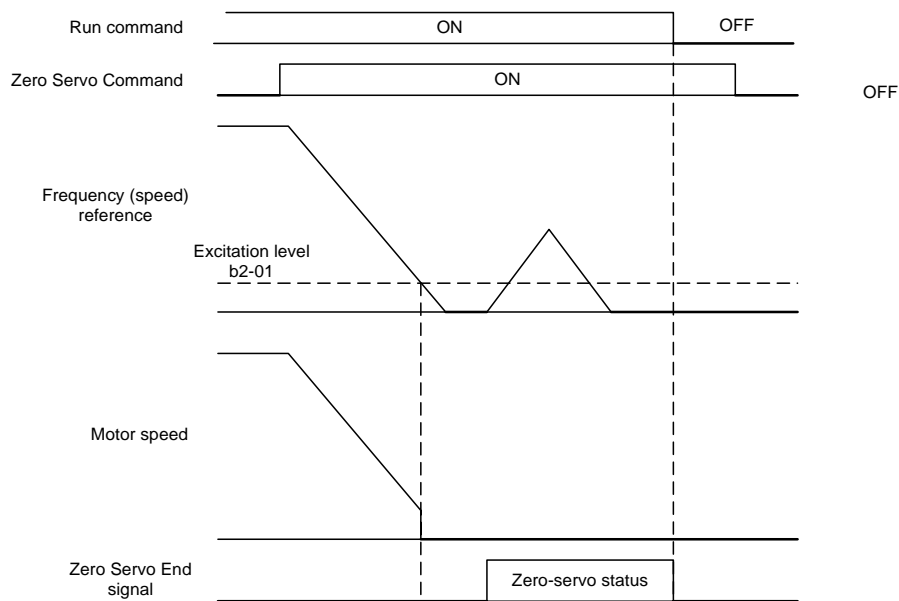 Run command
ON
OFF
Zero Servo Command
ON
OFF
Frequency (speed)
reference
Excitation level
b2-01
Motor speed
Zero Servo End
signal
Zero-servo status